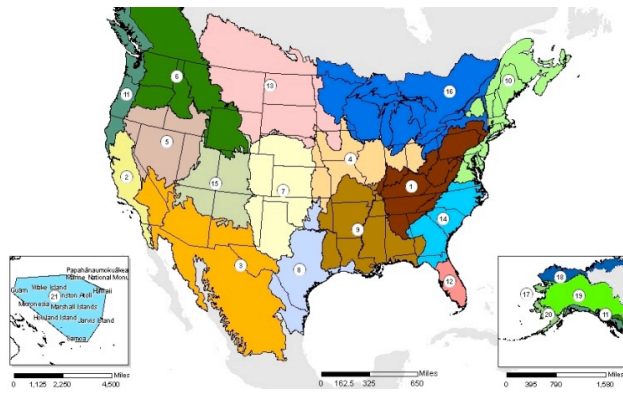 16
10
6
13
11
5
4
2
1
15
7
14
9
3
8
12
Papahānaumokuākea
Marine National Monu
Guam Wake Island
21 Johnston Atoll Hawaii
Micronesia Marshall Islands
Howland Island Jarvis Island
Samoa
18
17 19
20 11
Miles
0 1,125 2,250 4,500
Miles
0 162.5 325 650
Miles
0 395 790 1,580